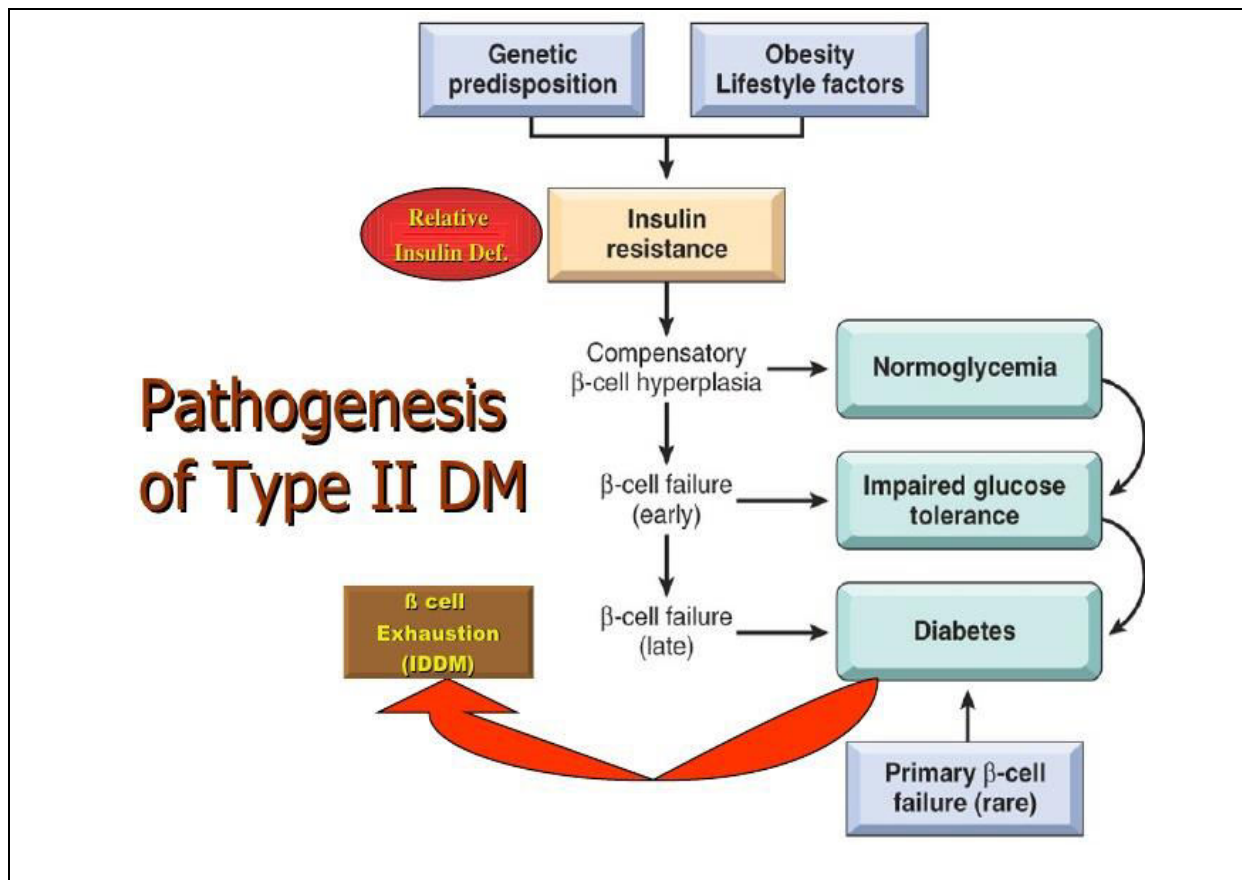 Genetic
predisposition
Obesity
Lifestyle factors
Relative
Insulin Def.
Insulin
resistance
Compensatory
β-cell hyperplasia
Normoglycemia
Pathogenesis
of Type II DM
β-cell failure
(early)
Impaired glucose
tolerance
ß cell
Exhaustion
(IDDM)
β-cell failure
(late)
Diabetes
Primary β-cell
failure (rare)